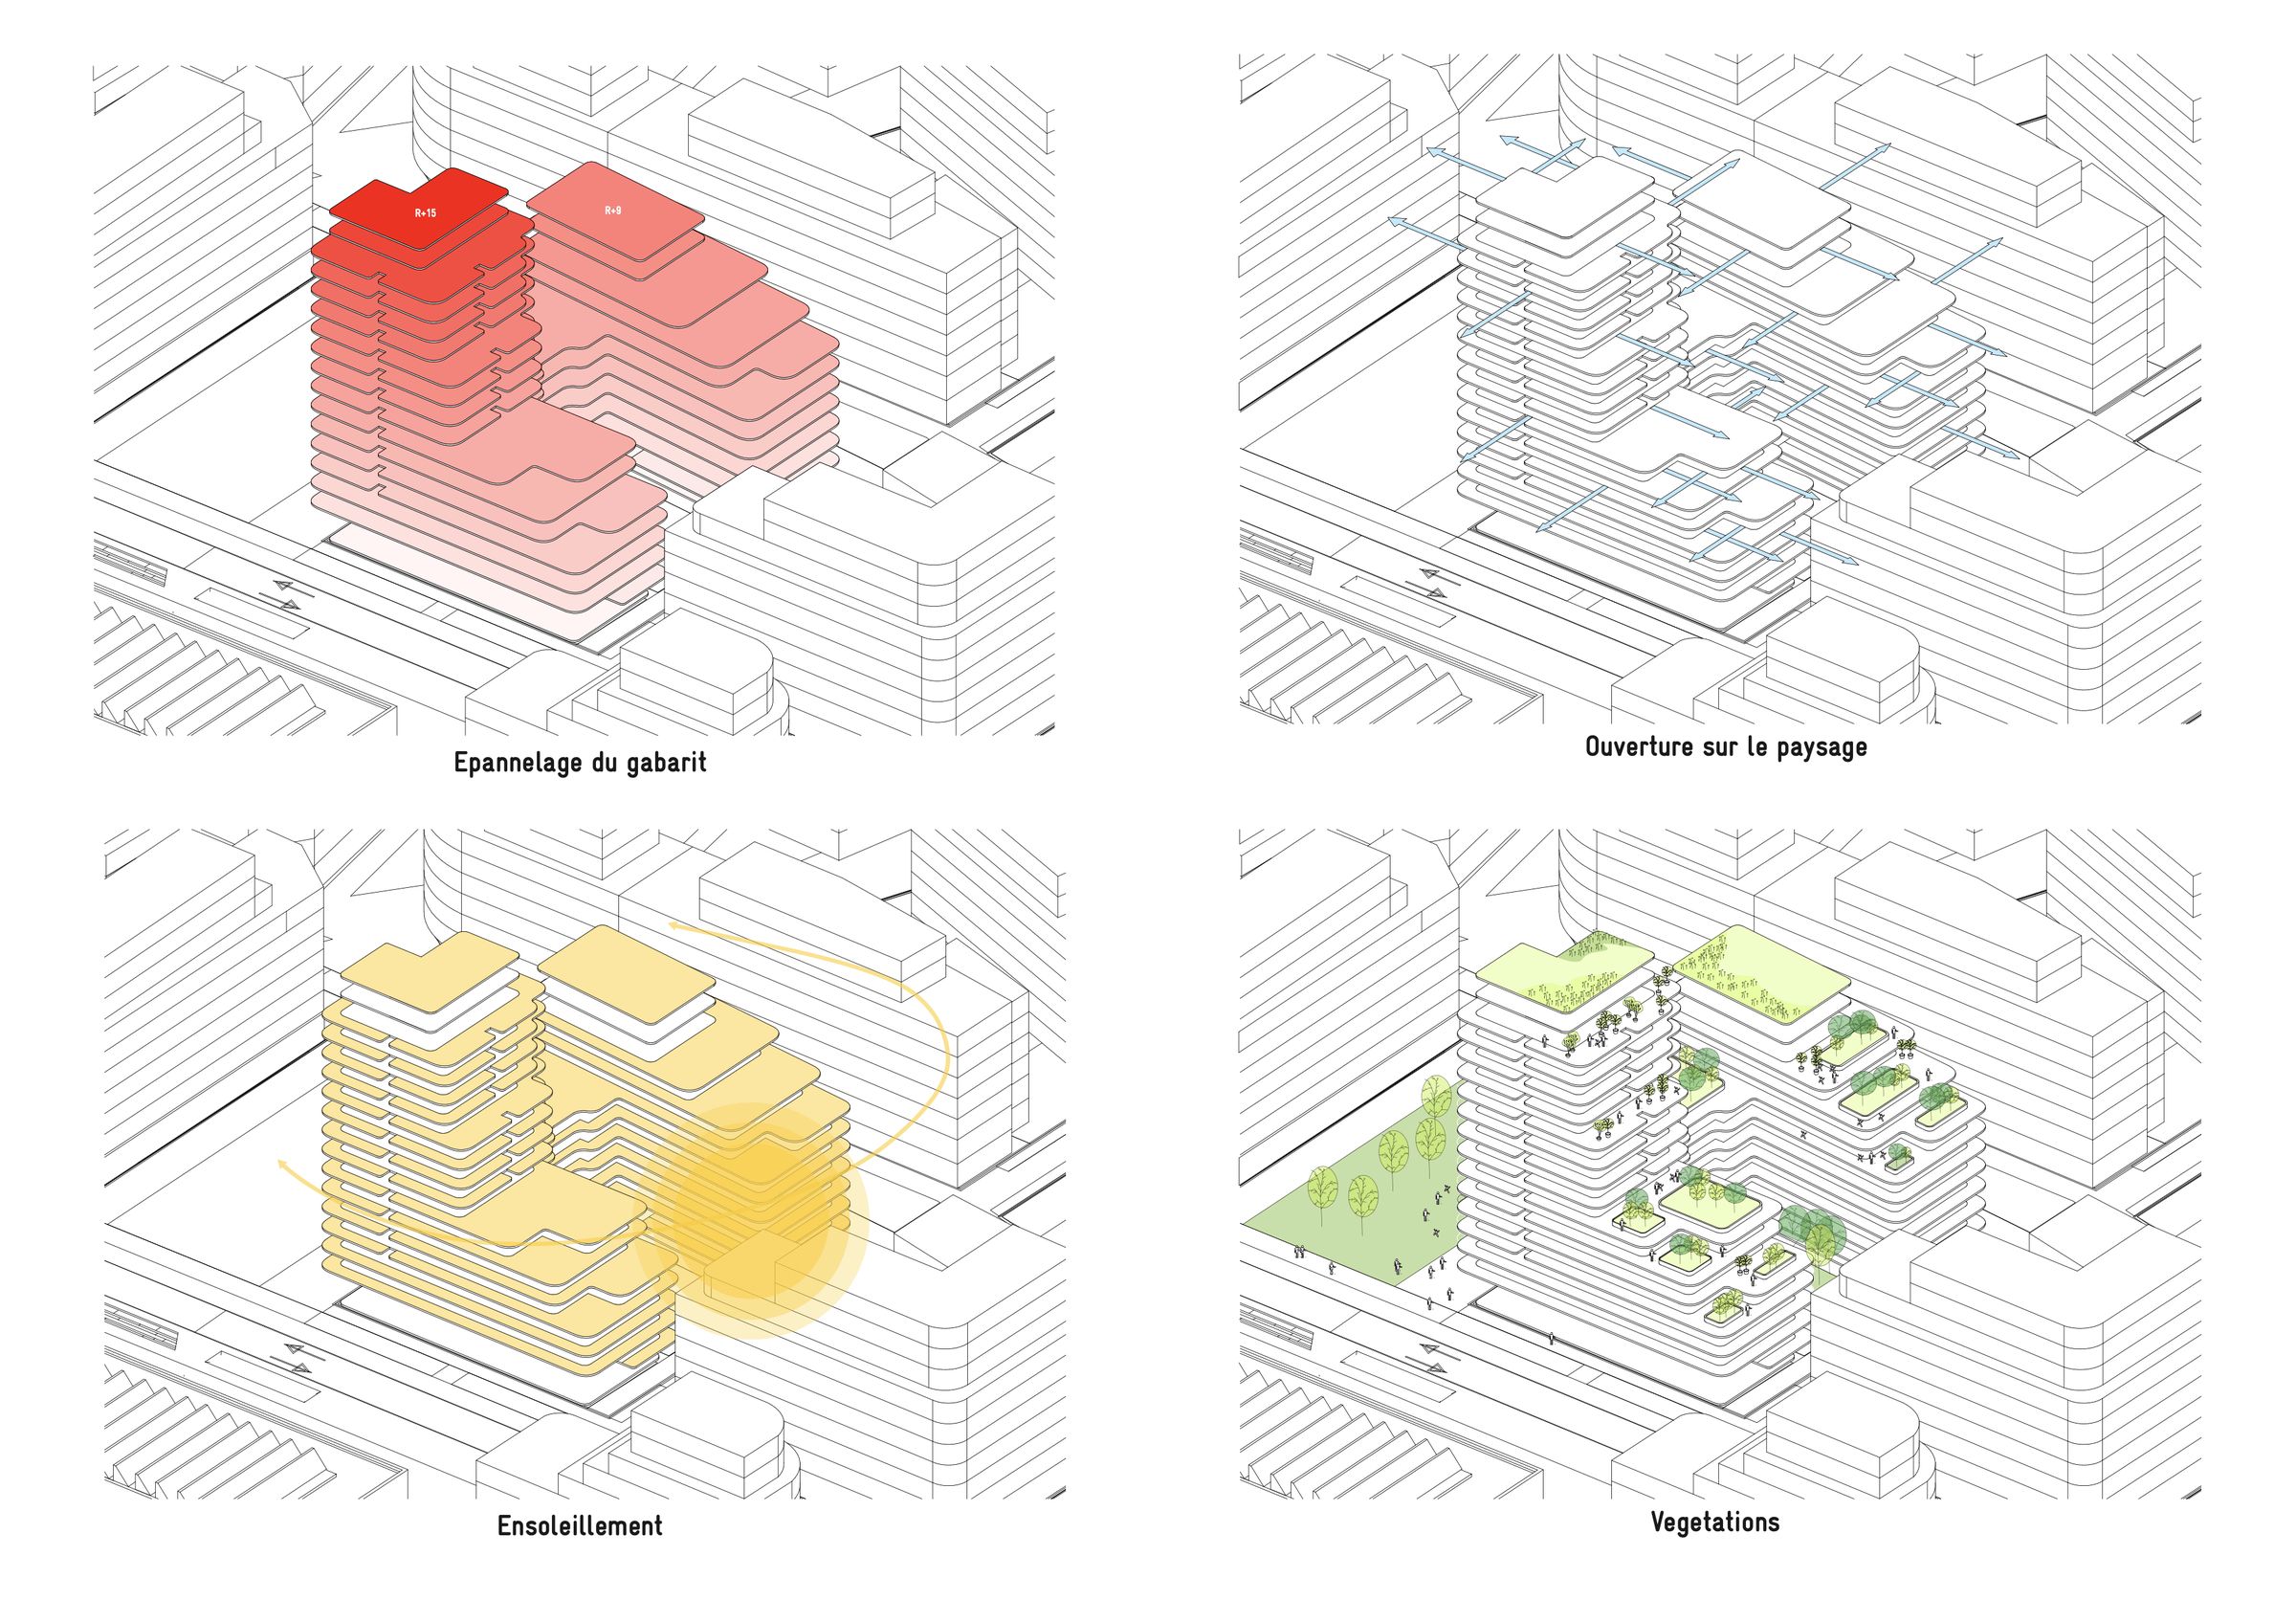 R+15
R+9
Epannelage du gabarit
Ouverture sur le paysage
Ensoleillement
Vegetations